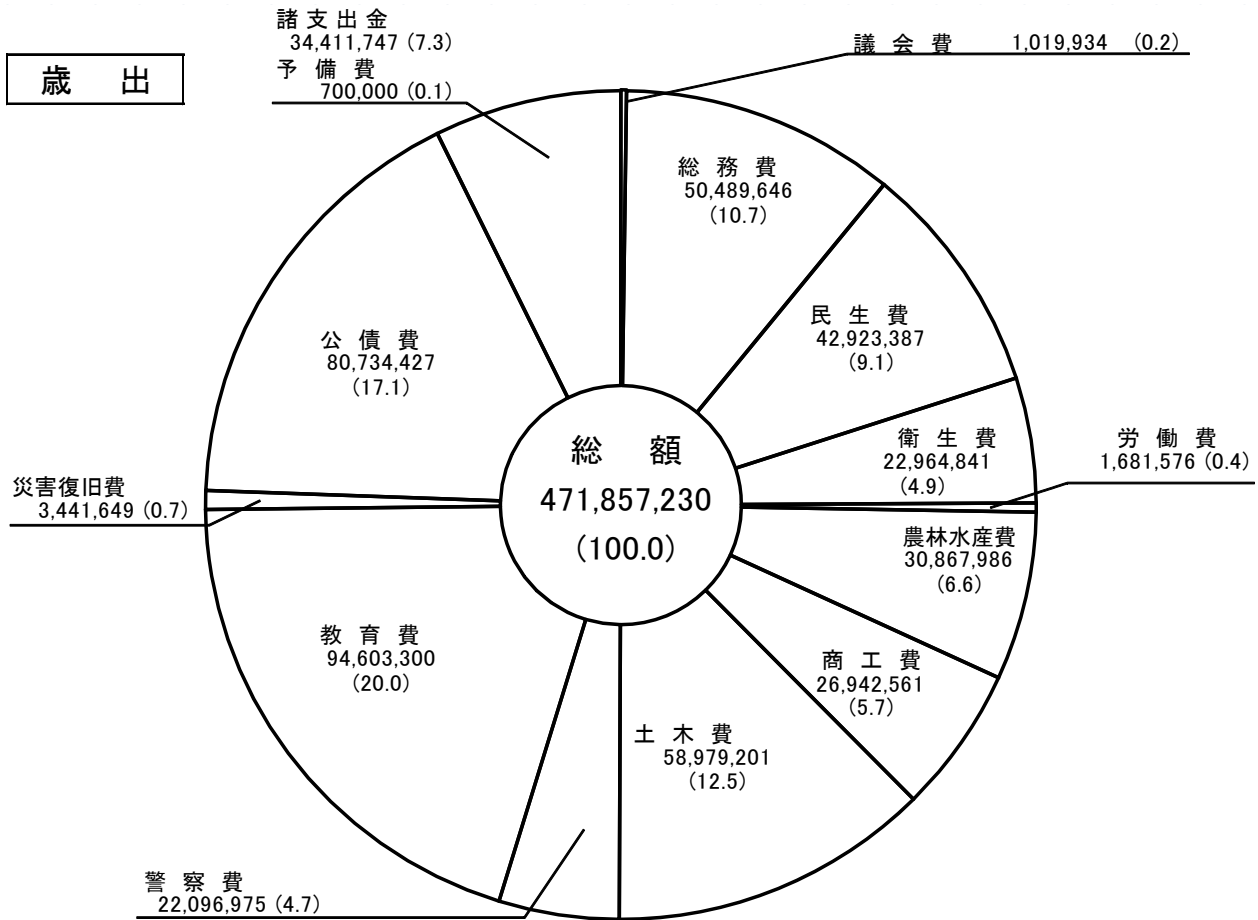 歳　出
諸 支 出 金
34,411,747 (7.3)
予　備　費
700,000 (0.1)
議　会　費　1,019,934　(0.2)
総　務　費
50,489,646
(10.7)
民　生　費
42,923,387
(9.1)
衛　生　費
22,964,841
(4.9)
労　働　費
1,681,576 (0.4)
農林水産費
30,867,986
(6.6)
商　工　費
26,942,561
(5.7)
土　木　費
58,979,201
(12.5)
警　察　費
22,096,975 (4.7)
教　育　費
94,603,300
(20.0)
災害復旧費
3,441,649 (0.7)
公　債　費
80,734,427
(17.1)
総　額
471,857,230
(100.0)